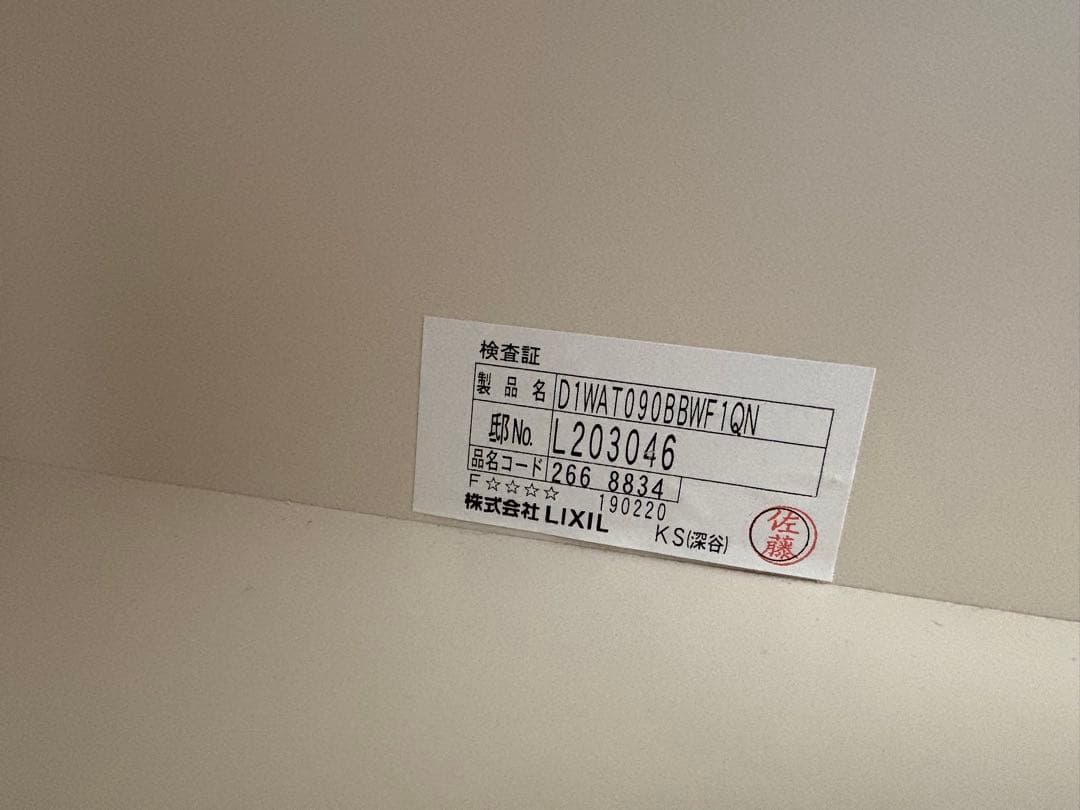 検査証
製品名 D1WAT090BBWF1QN
邸No. L203046
品名コード 266 8834
F☆☆☆☆ 190220
株式会社LIXIL KS(深谷)
佐藤